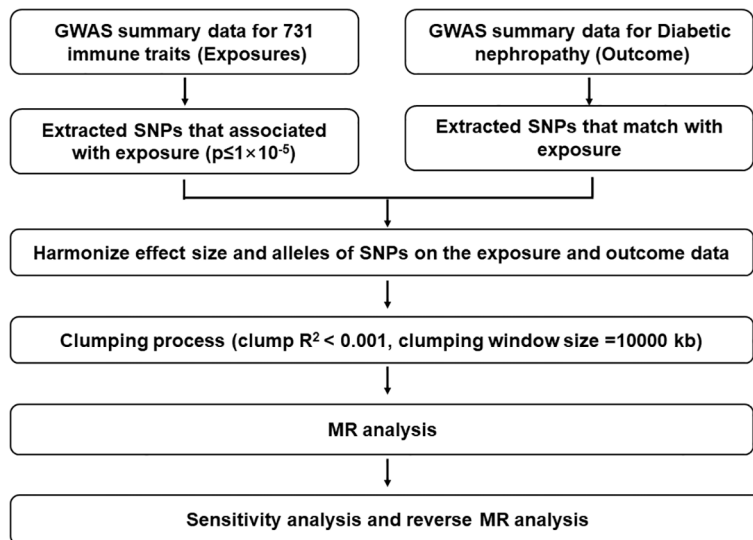 GWAS summary data for 731
immune traits (Exposures)
GWAS summary data for Diabetic
nephropathy (Outcome)
Extracted SNPs that associated
with exposure (p≤1×10⁻⁵)
Extracted SNPs that match with
exposure
Harmonize effect size and alleles of SNPs on the exposure and outcome data
Clumping process (clump R² < 0.001, clumping window size =10000 kb)
MR analysis
Sensitivity analysis and reverse MR analysis